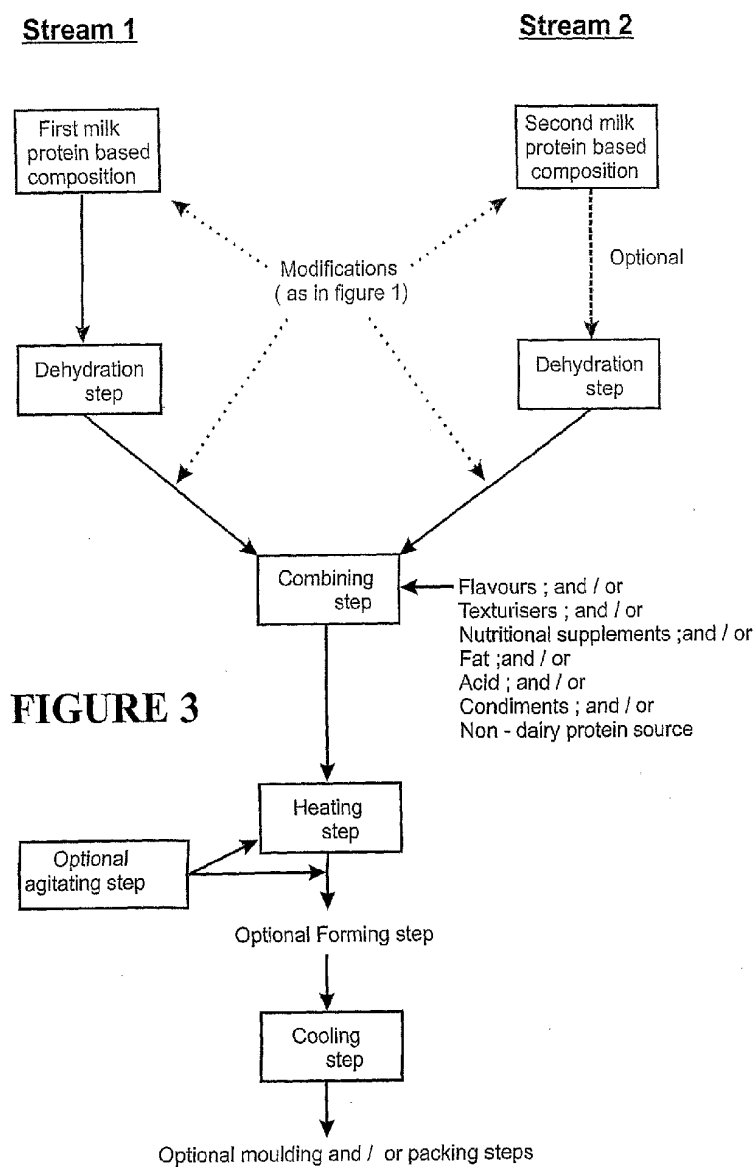 Stream 1
Stream 2
First milk
protein based
composition
Second milk
protein based
composition
Modifications
( as in figure 1)
Optional
Dehydration
step
Dehydration
step
Combining
step
Flavours ; and / or
Texturisers ; and / or
Nutritional supplements ;and / or
Fat ;and / or
Acid ; and / or
Condiments ; and / or
Non - dairy protein source
FIGURE 3
Heating
step
Optional
agitating step
Optional Forming step
Cooling
step
Optional moulding and / or packing steps